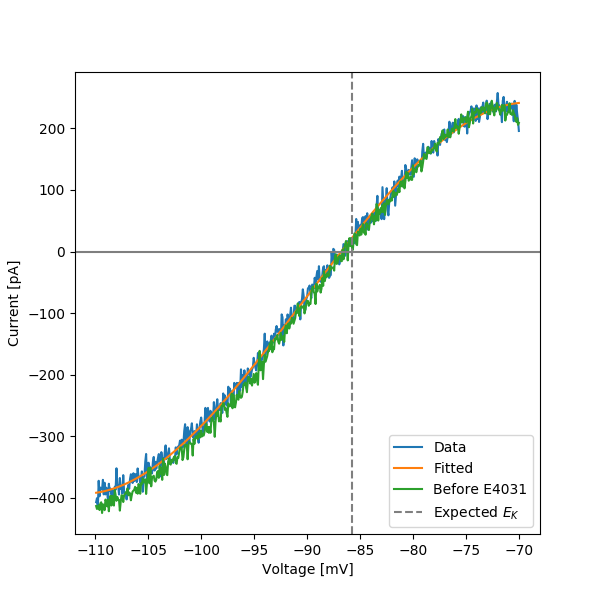 200
100
0
−100
−200
−300
−400
Current [pA]
−110
−105
−100
−95
−90
−85
−80
−75
−70
Voltage [mV]
Data
Fitted
Before E4031
Expected $E_K$